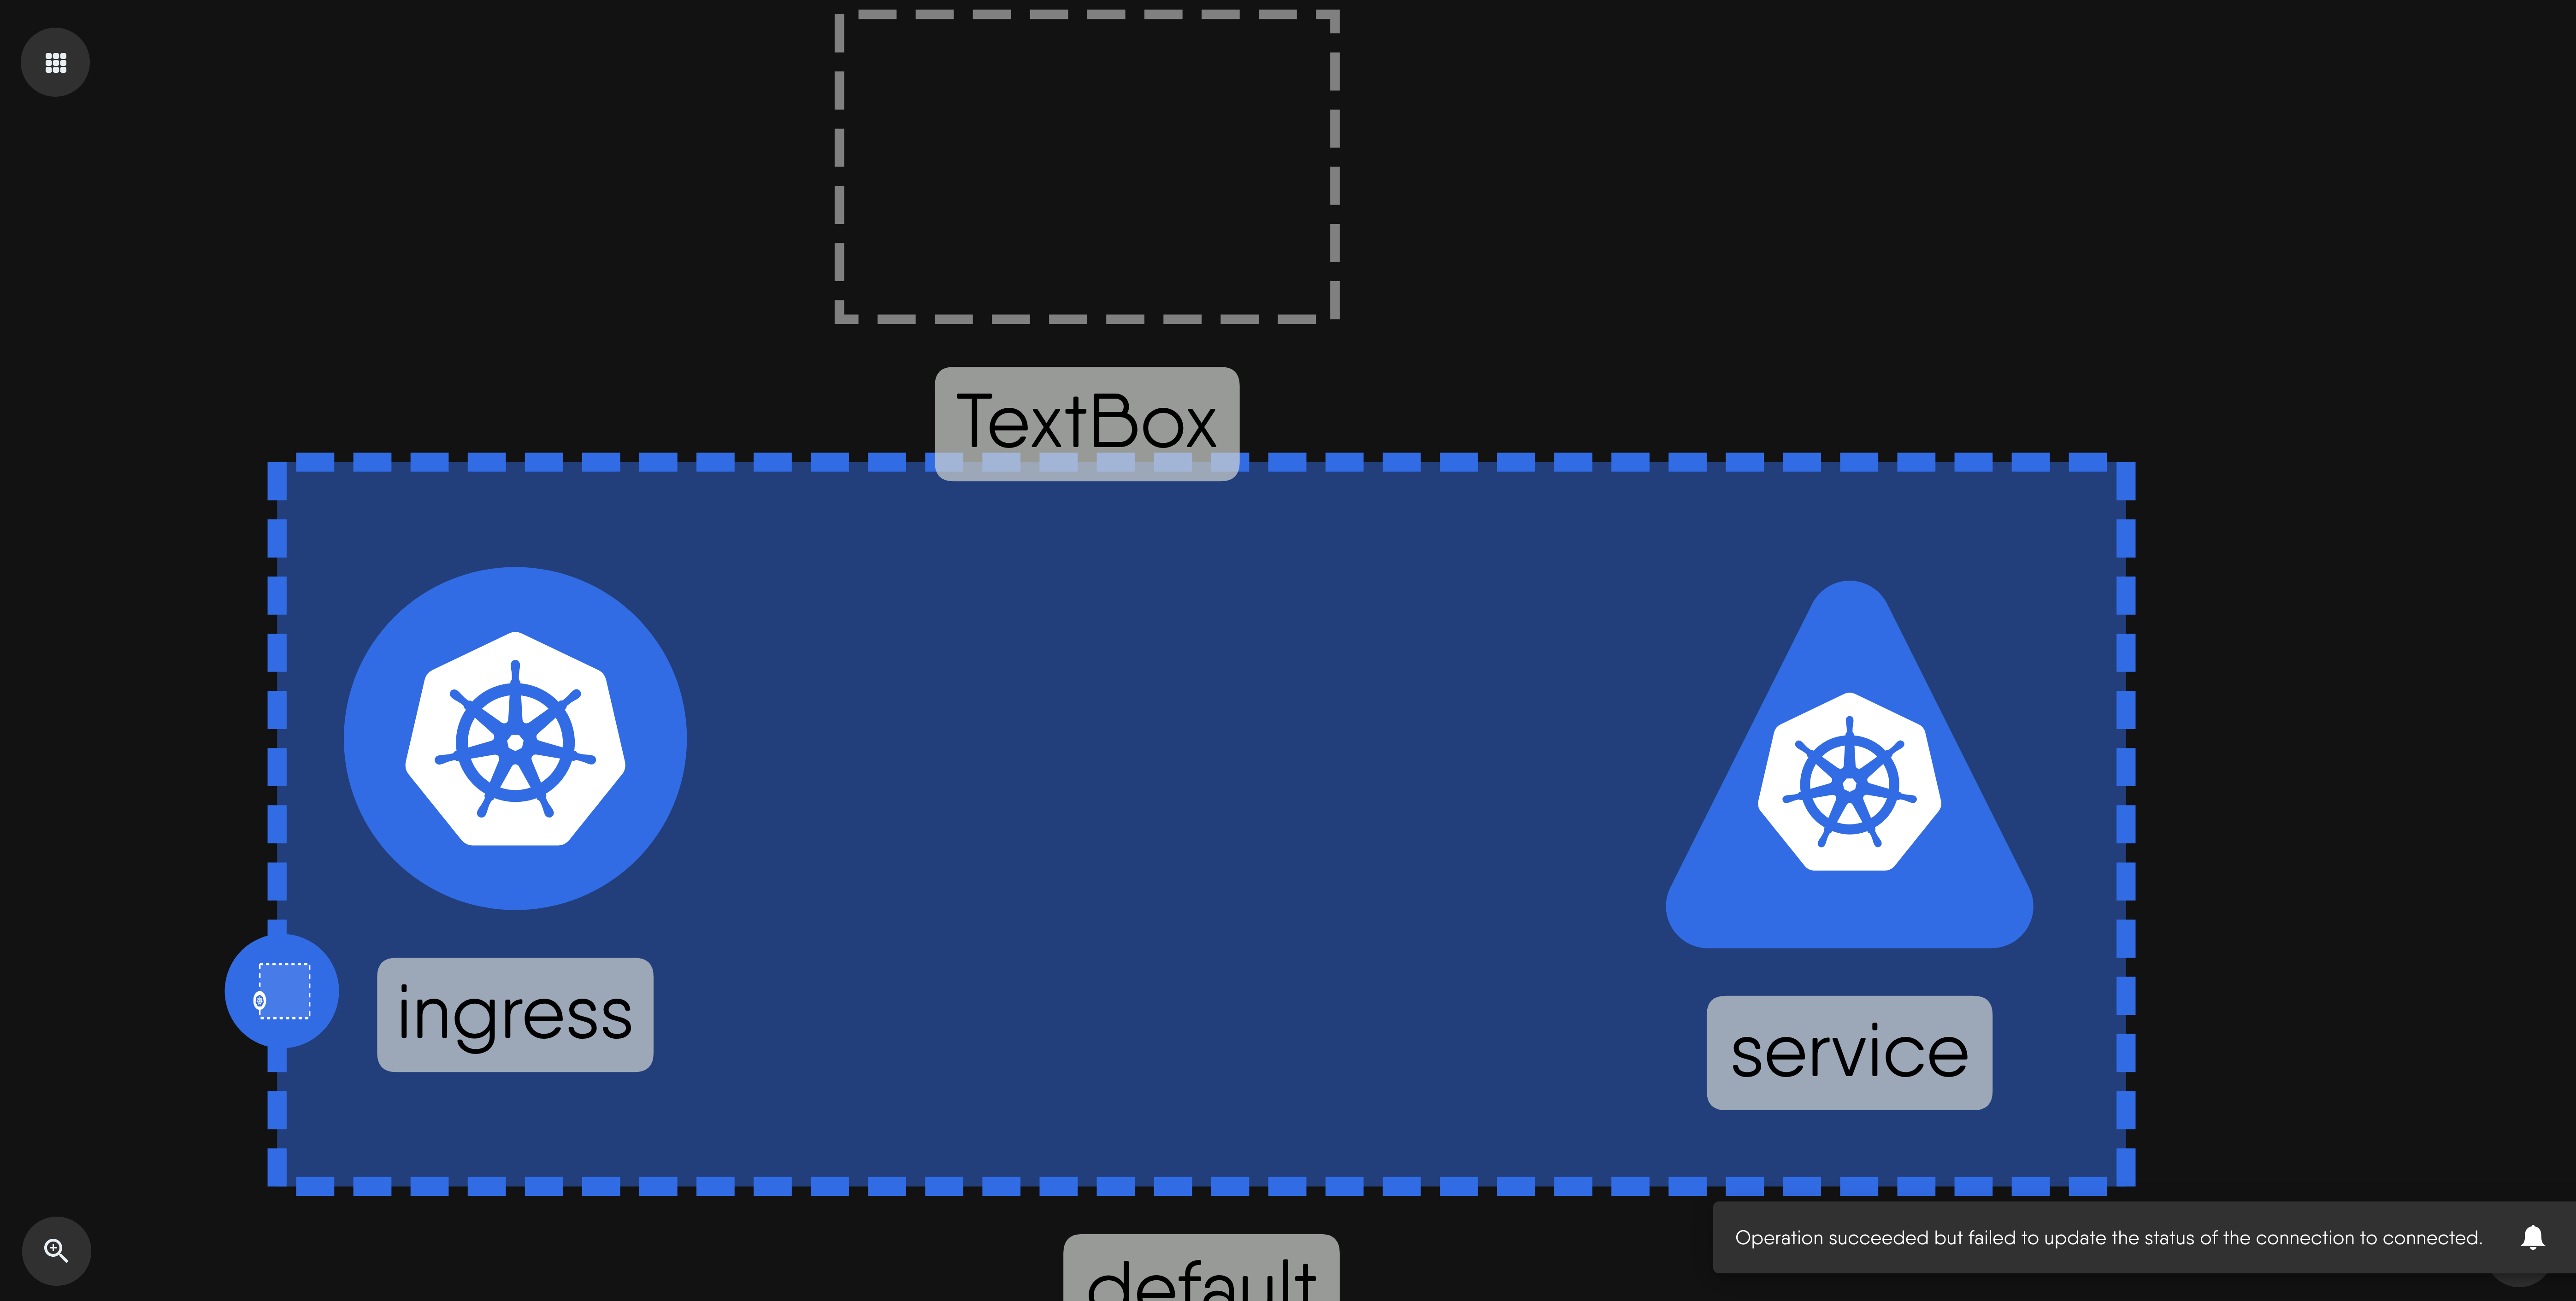 TextBox
ingress
service
Operation succeeded but failed to update the status of the connection to connected.
default